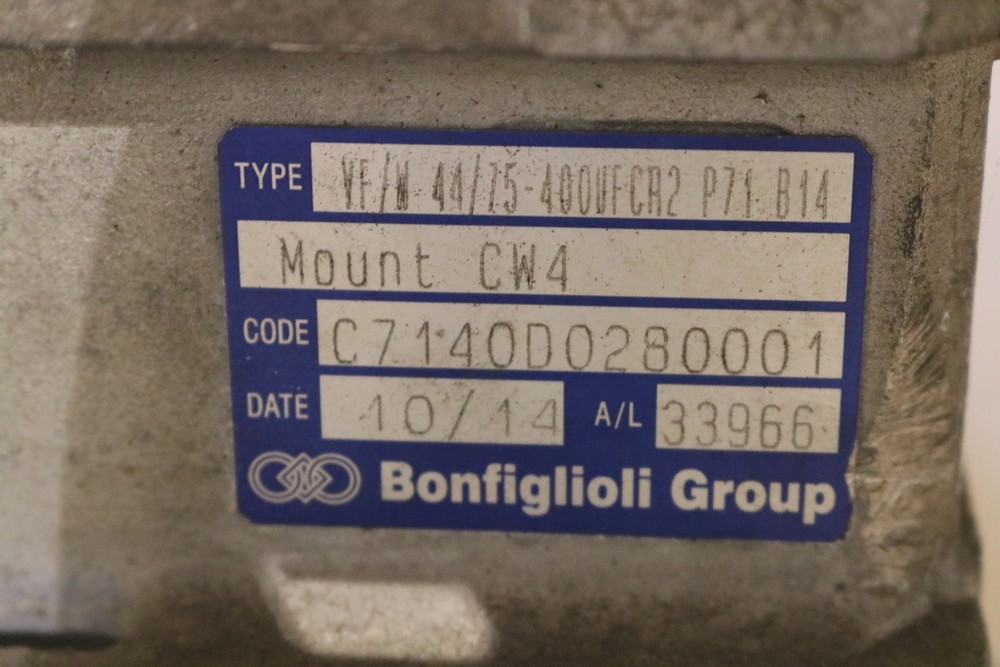 TYPE VF/W 44/75-400UFCR2 P71 B14
Mount CW4
CODE C7140D0280001
DATE 10/14 A/L 33966
Bonfiglioli Group